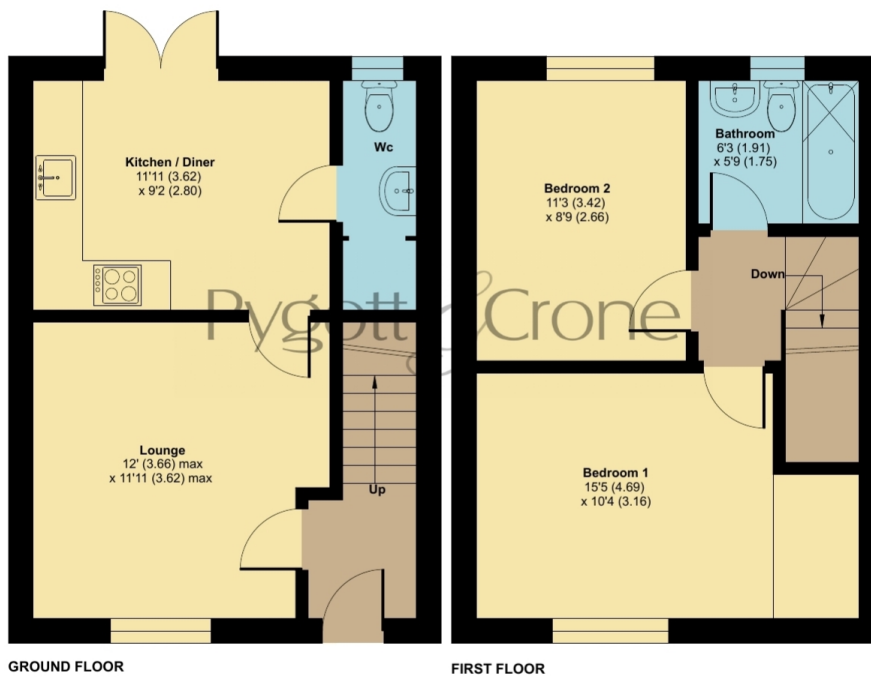 Kitchen / Diner
11'11 (3.62)
x 9'2 (2.80)
Wc
Lounge
12' (3.66) max
x 11'11 (3.62) max
Up
Bedroom 2
11'3 (3.42)
x 8'9 (2.66)
Bathroom
6'3 (1.91)
x 5'9 (1.75)
Down
Bedroom 1
15'5 (4.69)
x 10'4 (3.16)
Pygott & Crone
GROUND FLOOR
FIRST FLOOR